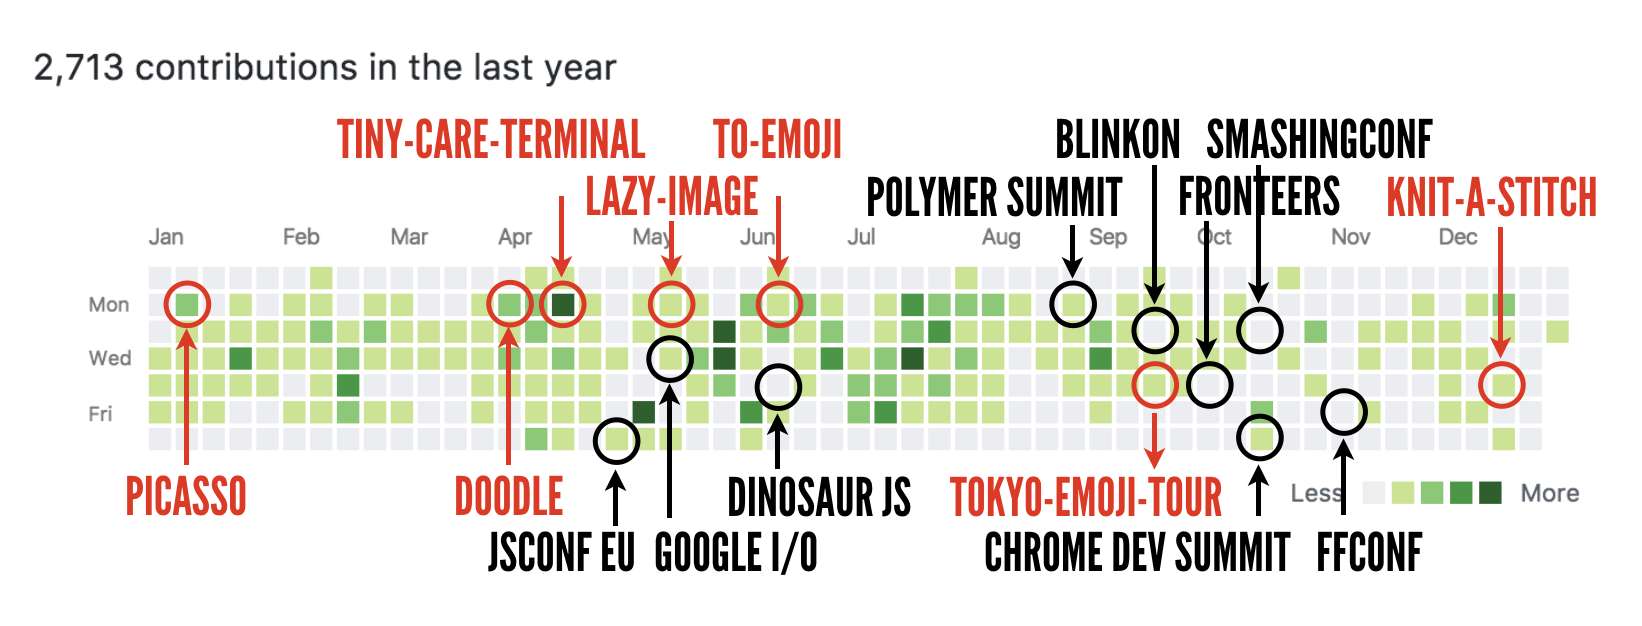 2,713 contributions in the last year
TINY-CARE-TERMINAL TO-EMOJI BLINKON SMASHINGCONF
LAZY-IMAGE POLYMER SUMMIT FRONTEERS KNIT-A-STITCH
Jan Feb Mar Apr May Jun Jul Aug Sep Oct Nov Dec
Mon
Wed
Fri
PICASSO DOODLE DINOSAUR JS TOKYO-EMOJI-TOUR Less More
JSCONF EU GOOGLE I/O CHROME DEV SUMMIT FFCONF